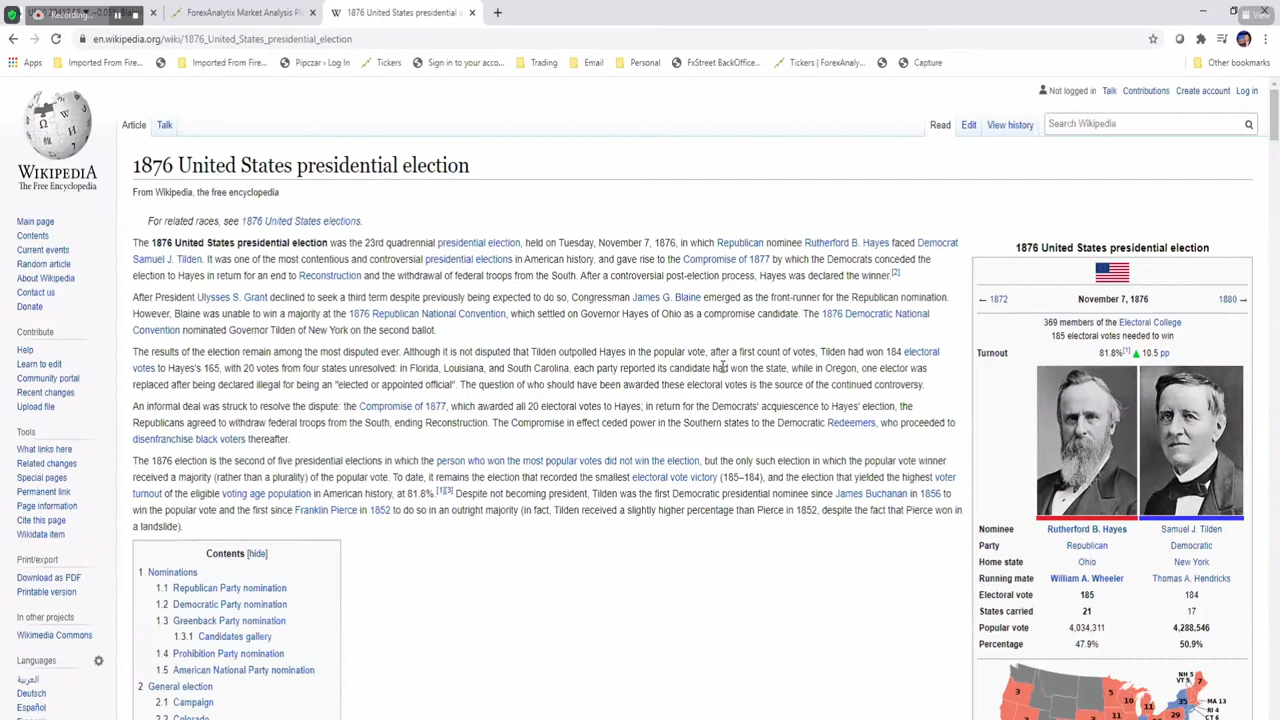 Recording...
-0.05%
ForexAnalytix Market Analysis Pl
1876 United States presidential e
View
en.wikipedia.org/wiki/1876_United_States_presidential_election
Apps
Imported From Fire...
Imported From Fire...
Pipczar › Log In
Tickers
Sign in to your acco...
Trading
Email
Personal
FxStreet BackOffice...
Tickers | ForexAnaly...
Capture
Other bookmarks
Not logged in Talk Contributions Create account Log in
Article Talk
Read Edit View history
Search Wikipedia
WIKIPEDIA
The Free Encyclopedia
Main page
Contents
Current events
Random article
About Wikipedia
Contact us
Donate
Contribute
Help
Learn to edit
Community portal
Recent changes
Upload file
Tools
What links here
Related changes
Special pages
Permanent link
Page information
Cite this page
Wikidata item
Print/export
Download as PDF
Printable version
In other projects
Wikimedia Commons
Languages
العربية
Deutsch
Español
1876 United States presidential election
From Wikipedia, the free encyclopedia
For related races, see 1876 United States elections.
The 1876 United States presidential election was the 23rd quadrennial presidential election, held on Tuesday, November 7, 1876, in which Republican nominee Rutherford B. Hayes faced Democrat
Samuel J. Tilden. It was one of the most contentious and controversial presidential elections in American history, and gave rise to the Compromise of 1877 by which the Democrats conceded the
election to Hayes in return for an end to Reconstruction and the withdrawal of federal troops from the South. After a controversial post-election process, Hayes was declared the winner.[2]
After President Ulysses S. Grant declined to seek a third term despite previously being expected to do so, Congressman James G. Blaine emerged as the front-runner for the Republican nomination.
However, Blaine was unable to win a majority at the 1876 Republican National Convention, which settled on Governor Hayes of Ohio as a compromise candidate. The 1876 Democratic National
Convention nominated Governor Tilden of New York on the second ballot.
The results of the election remain among the most disputed ever. Although it is not disputed that Tilden outpolled Hayes in the popular vote, after a first count of votes, Tilden had won 184 electoral
votes to Hayes's 165, with 20 votes from four states unresolved: in Florida, Louisiana, and South Carolina, each party reported its candidate had won the state, while in Oregon, one elector was
replaced after being declared illegal for being an "elected or appointed official". The question of who should have been awarded these electoral votes is the source of the continued controversy.
An informal deal was struck to resolve the dispute: the Compromise of 1877, which awarded all 20 electoral votes to Hayes; in return for the Democrats' acquiescence to Hayes' election, the
Republicans agreed to withdraw federal troops from the South, ending Reconstruction. The Compromise in effect ceded power in the Southern states to the Democratic Redeemers, who proceeded to
disenfranchise black voters thereafter.
The 1876 election is the second of five presidential elections in which the person who won the most popular votes did not win the election, but the only such election in which the popular vote winner
received a majority (rather than a plurality) of the popular vote. To date, it remains the election that recorded the smallest electoral vote victory (185–184), and the election that yielded the highest voter
turnout of the eligible voting age population in American history, at 81.8%.[1][3] Despite not becoming president, Tilden was the first Democratic presidential nominee since James Buchanan in 1856 to
win the popular vote and the first since Franklin Pierce in 1852 to do so in an outright majority (in fact, Tilden received a slightly higher percentage than Pierce in 1852, despite the fact that Pierce won in
a landslide).
Contents [hide]
1 Nominations
1.1 Republican Party nomination
1.2 Democratic Party nomination
1.3 Greenback Party nomination
1.3.1 Candidates gallery
1.4 Prohibition Party nomination
1.5 American National Party nomination
2 General election
2.1 Campaign
2.2 Colorado
1876 United States presidential election
← 1872 November 7, 1876 1880 →
369 members of the Electoral College
185 electoral votes needed to win
Turnout 81.8%[1] ▲ 10.5 pp
Nominee Rutherford B. Hayes Samuel J. Tilden
Party Republican Democratic
Home state Ohio New York
Running mate William A. Wheeler Thomas A. Hendricks
Electoral vote 185 184
States carried 21 17
Popular vote 4,034,311 4,288,546
Percentage 47.9% 50.9%
NH 5
VT 5
7
3
5
10
11
11
29
35
MA 13
RI 4
CT 6